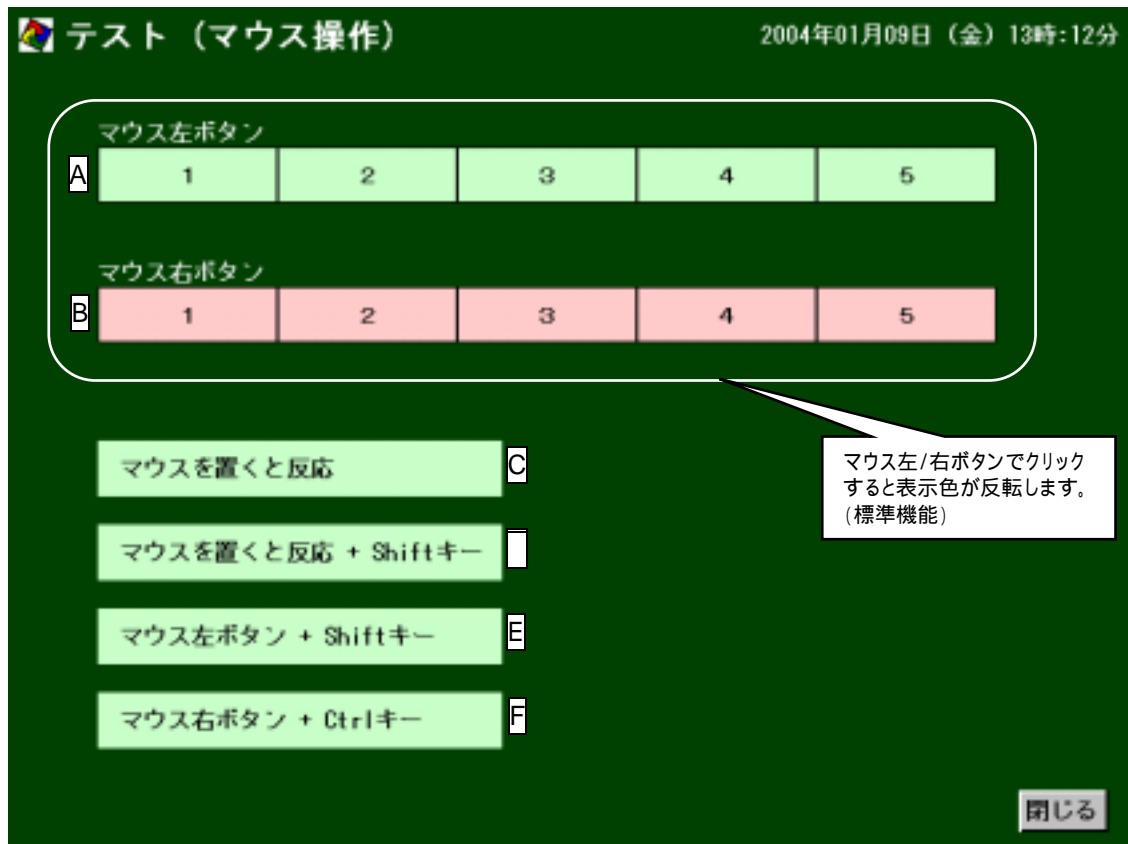 テスト（マウス操作）
2004年01月09日（金）13時:12分
マウス左ボタン
A
1 2 3 4 5
マウス右ボタン
B
1 2 3 4 5
マウスを置くと反応
C
マウスを置くと反応 + Shiftキー
マウス左ボタン + Shiftキー
E
マウス右ボタン + Ctrlキー
F
マウス左/右ボタンでクリック
すると表示色が反転します。
(標準機能)
閉じる